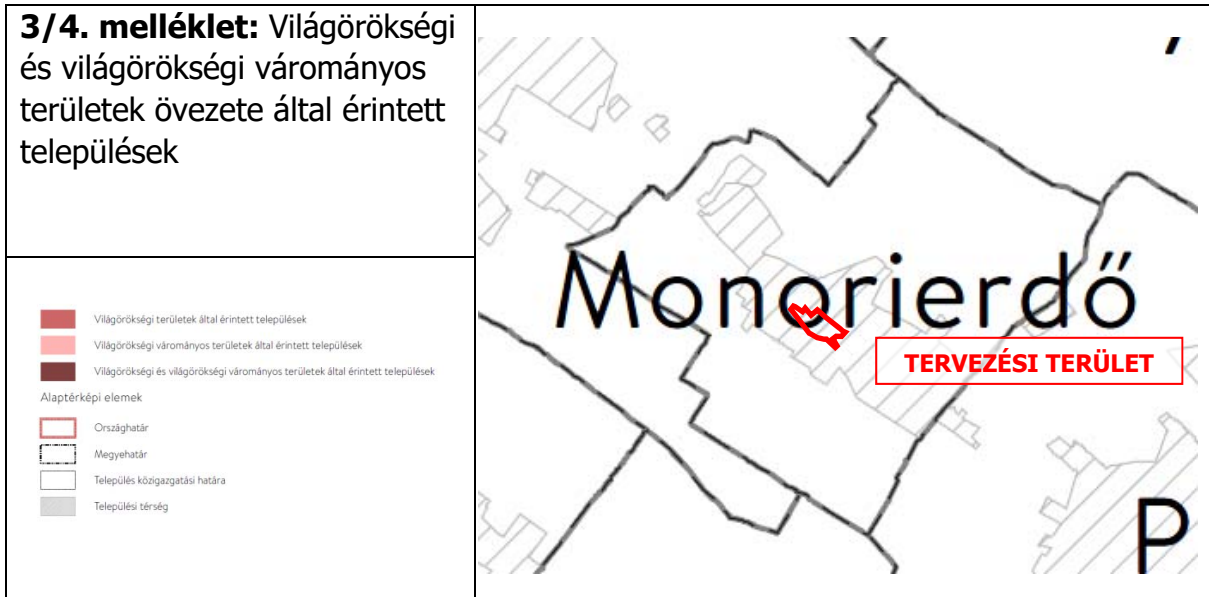 3/4. melléklet: Világörökségi
és világörökségi várományos
területek övezete által érintett
települések
Világörökségi területek által érintett települések
Világörökségi várományos területek által érintett települések
Világörökségi és világörökségi várományos területek által érintett települések
Alaptérképi elemek
Országhatár
Megyehatár
Település közigazgatási határa
Települési térség
Monorierdő
TERVEZÉSI TERÜLET
P